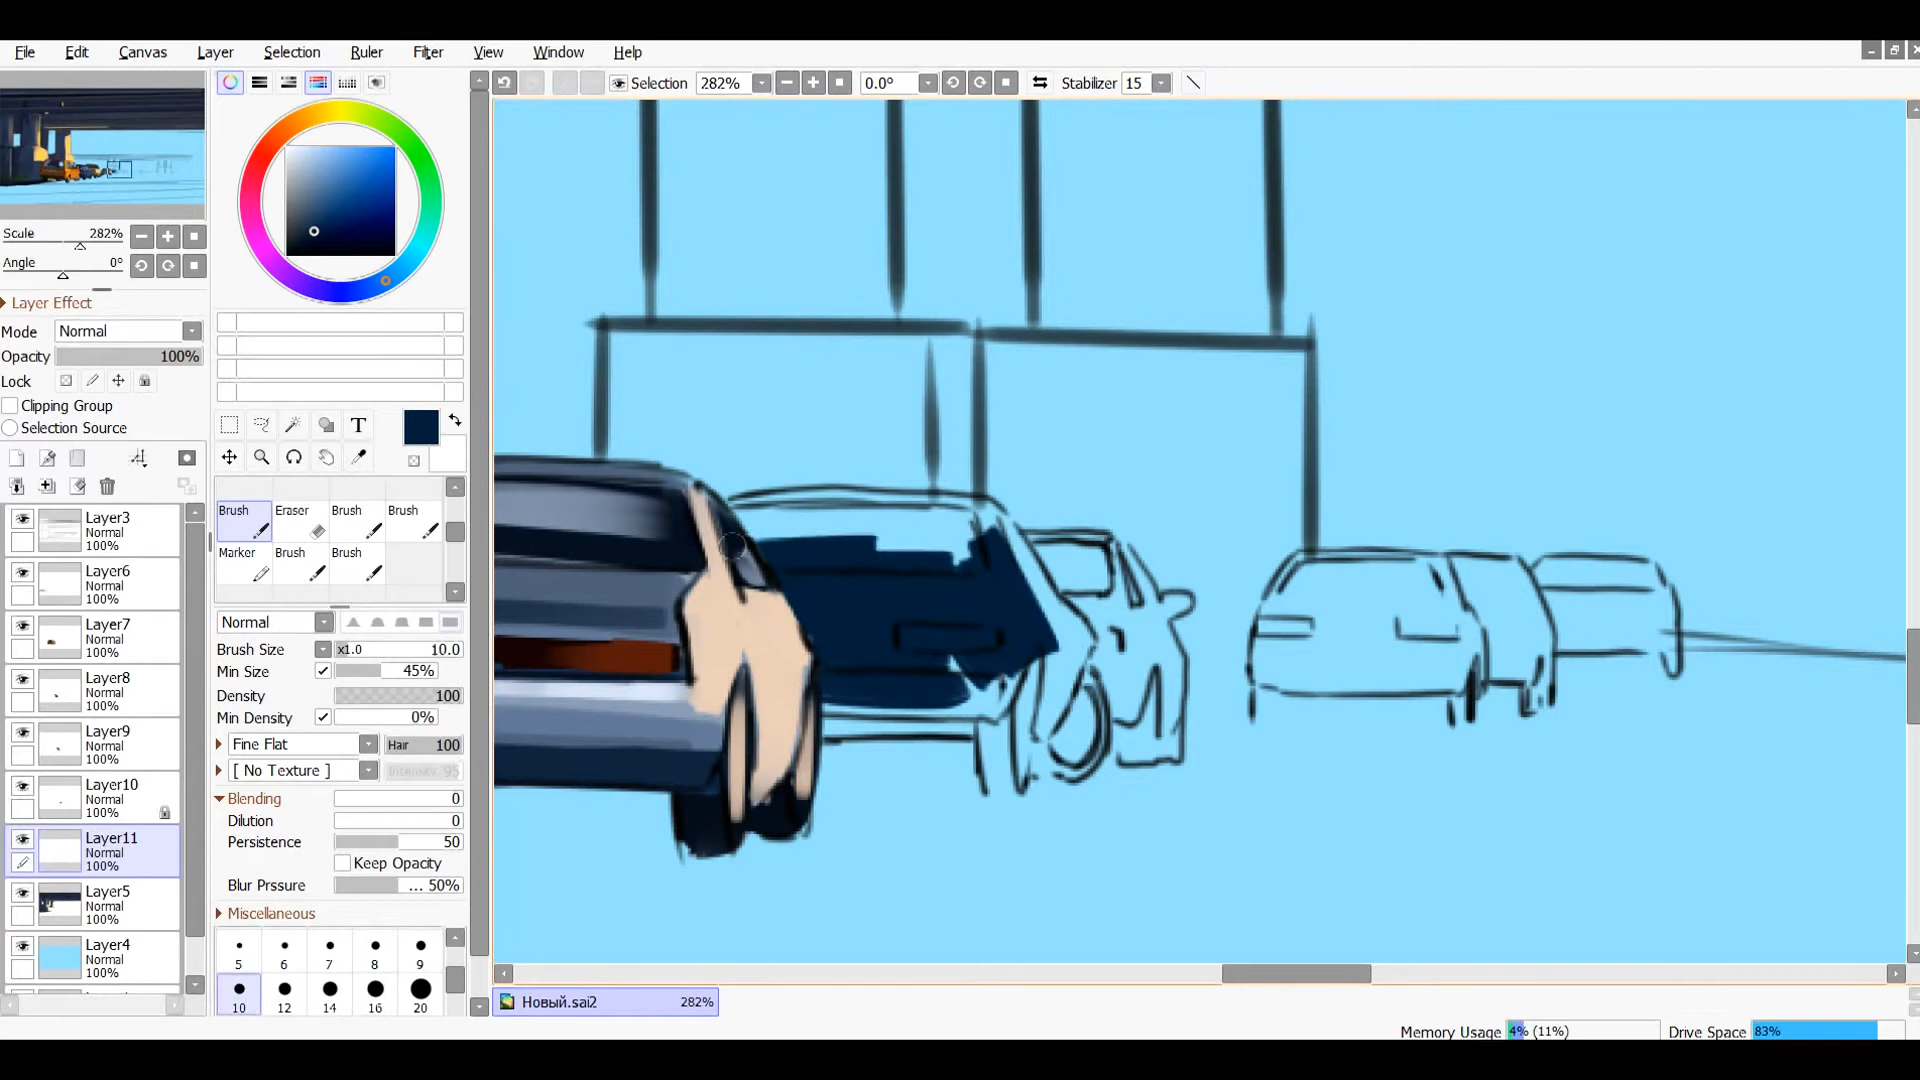 File Edit Canvas Layer Selection Ruler Filter View Window Help
Selection 282% 0.0º Stabilizer 15
Scale 282%
Angle 0°
Layer Effect
Mode Normal
Opacity 100%
Lock
Clipping Group
Selection Source
Layer3
Normal
100%
Layer6
Normal
100%
Layer7
Normal
100%
Layer8
Normal
100%
Layer9
Normal
100%
Layer10
Normal
100%
Layer11
Normal
100%
Layer5
Normal
100%
Layer4
Normal
100%
T
Brush Eraser Brush Brush
Marker Brush Brush
Normal
Brush Size x1.0 10.0
Min Size 45%
Density 100
Min Density 0%
Fine Flat Hair 100
[ No Texture ] Intensity 95
Blending 0
Dilution 0
Persistence 50
Keep Opacity
Blur Prssure ... 50%
Miscellaneous
5 6 7 8 9
10 12 14 16 20
Новый.sai2 282%
Memory Usage 4% (11%) Drive Space 83%